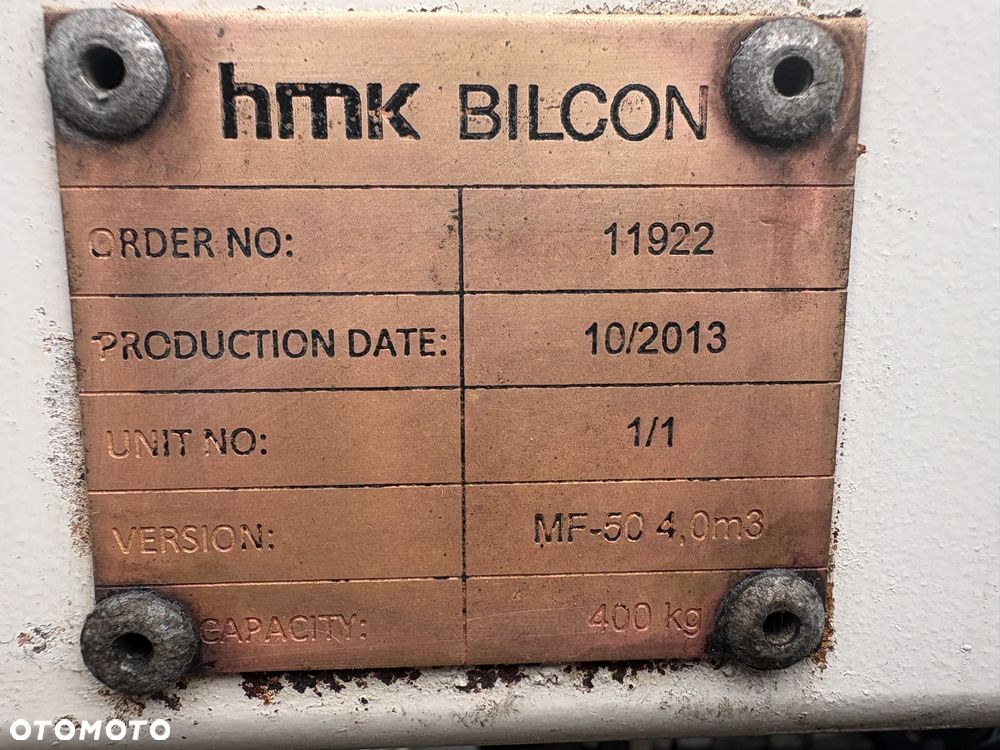 hmk BILCON
ORDER NO: 11922
PRODUCTION DATE: 10/2013
UNIT NO: 1/1
VERSION: MF-50 4,0m3
CAPACITY: 400 kg
OTOMOTO